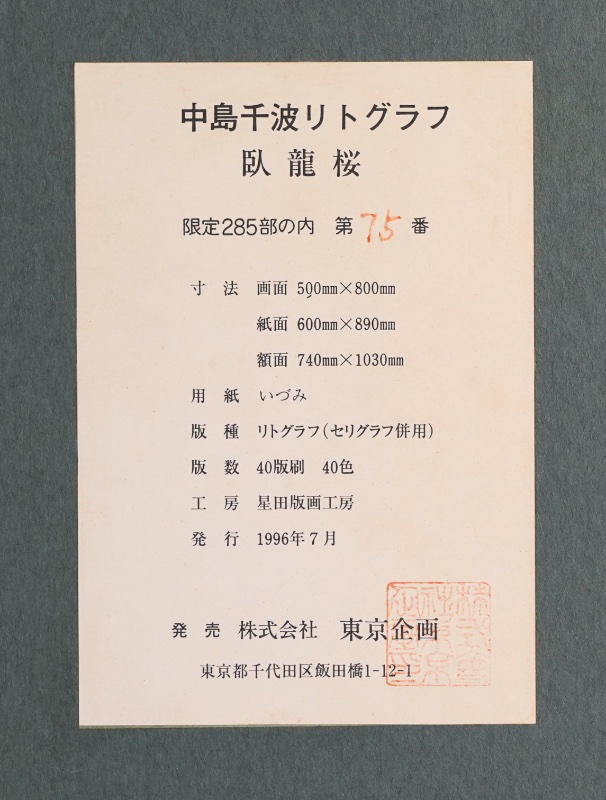 中島千波リトグラフ
臥龍桜
限定285部の内 第75番
寸法 画面 500mm×800mm
紙面 600mm×890mm
額面 740mm×1030mm
用紙 いづみ
版種 リトグラフ(セリグラフ併用)
版数 40版刷 40色
工房 星田版画工房
発行 1996年7月
発売 株式会社 東京企画
東京都千代田区飯田橋1-12-1